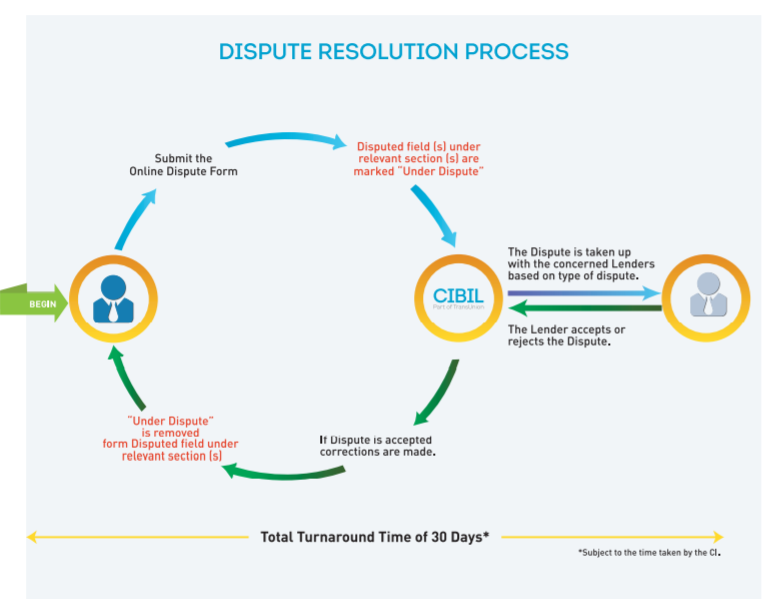 DISPUTE RESOLUTION PROCESS
Submit the
Online Dispute Form
Disputed field (s) under
relevant section (s) are
marked "Under Dispute"
BEGIN
CIBIL
Part of TransUnion
The Dispute is taken up
with the concerned Lenders
based on type of dispute.
The Lender accepts or
rejects the Dispute.
If Dispute is accepted
corrections are made.
"Under Dispute"
is removed
form Disputed field under
relevant section (s)
Total Turnaround Time of 30 Days*
*Subject to the time taken by the CI.